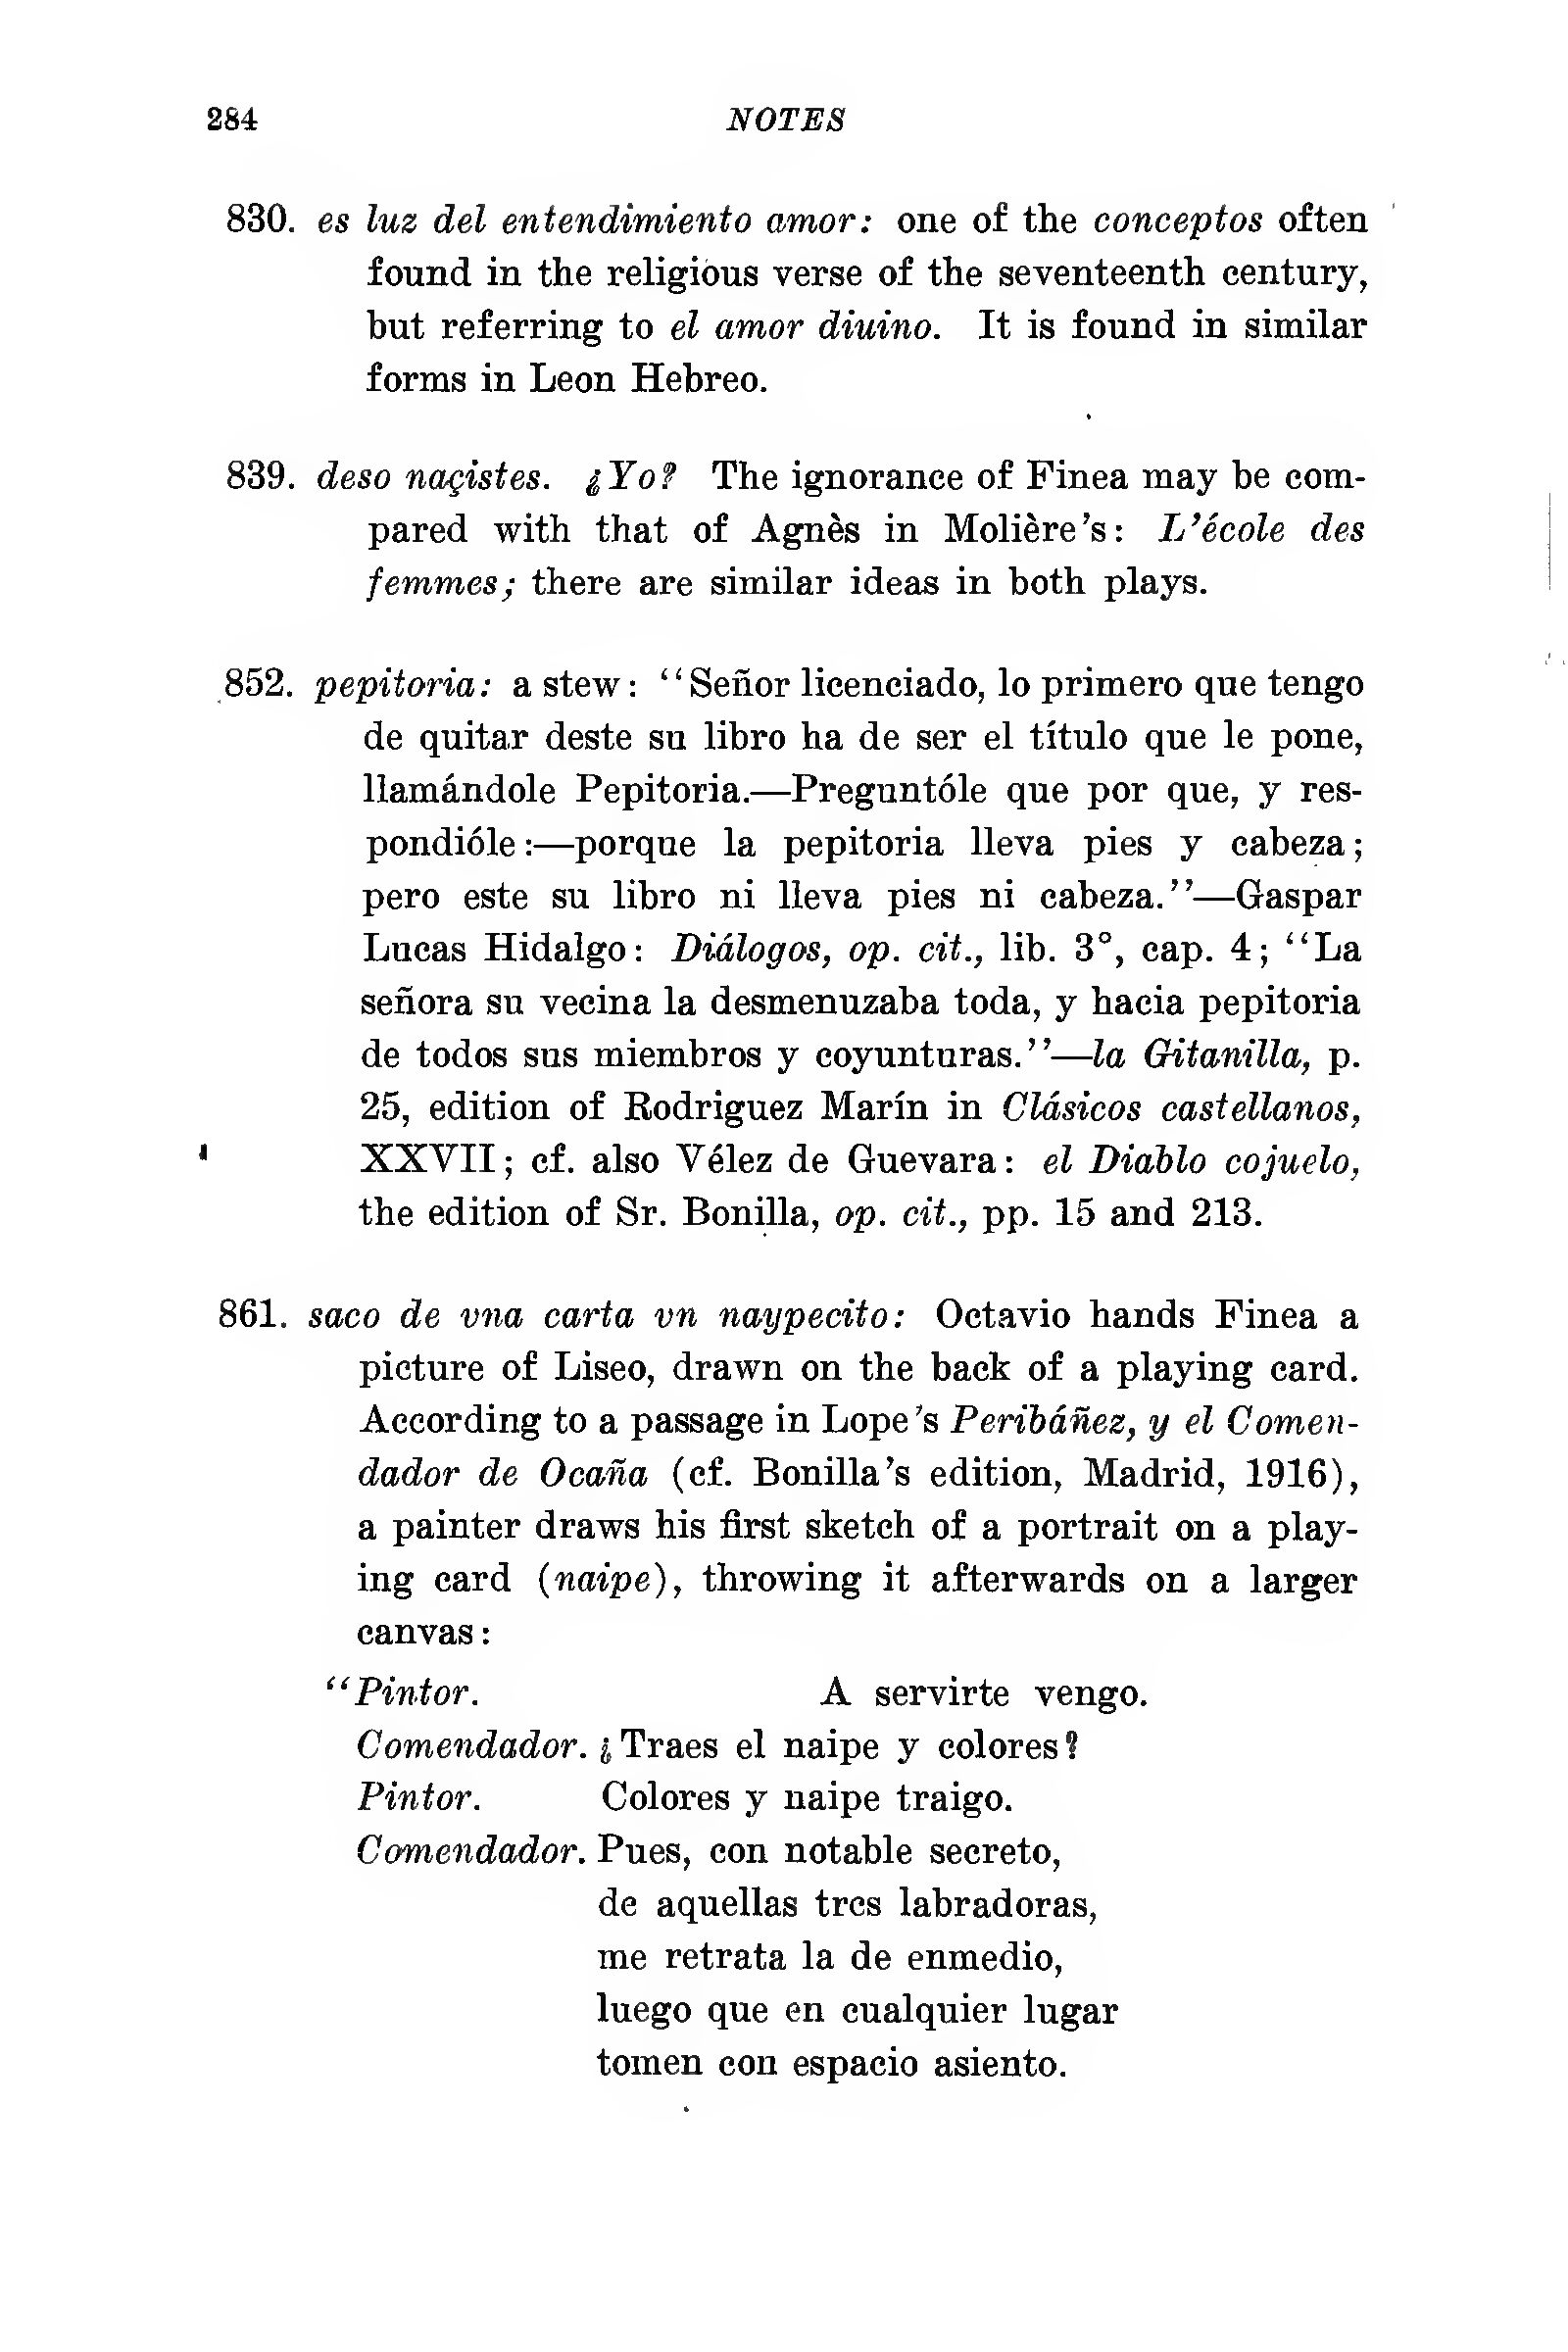 284 NOTES
830. es luz del entendimiento amor: one of the conceptos often
found in the religious verse of the seventeenth century,
but referring to el amor diuino. It is found in similar
forms in Leon Hebreo.
839. deso naçistes. ¿Yo? The ignorance of Finea may be com-
pared with that of Agnès in Molière's: L'école des
femmes; there are similar ideas in both plays.
852. pepitoria: a stew: "Señor licenciado, lo primero que tengo
de quitar deste su libro ha de ser el título que le pone,
llamándole Pepitoria.—Preguntóle que por que, y res-
pondióle:—porque la pepitoria lleva pies y cabeza;
pero este su libro ni lleva pies ni cabeza."—Gaspar
Lucas Hidalgo: Diálogos, op. cit., lib. 3°, cap. 4; "La
señora su vecina la desmenuzaba toda, y hacia pepitoria
de todos sus miembros y coyunturas."—la Gitanilla, p.
25, edition of Rodriguez Marín in Clásicos castellanos,
XXVII; cf. also Vélez de Guevara: el Diablo cojuelo,
the edition of Sr. Bonilla, op. cit., pp. 15 and 213.
861. saco de vna carta vn naypecito: Octavio hands Finea a
picture of Liseo, drawn on the back of a playing card.
According to a passage in Lope's Peribáñez, y el Comen-
dador de Ocaña (cf. Bonilla's edition, Madrid, 1916),
a painter draws his first sketch of a portrait on a play-
ing card (naipe), throwing it afterwards on a larger
canvas:
"Pintor. A servirte vengo.
Comendador. ¿Traes el naipe y colores?
Pintor. Colores y naipe traigo.
Comendador. Pues, con notable secreto,
de aquellas tres labradoras,
me retrata la de enmedio,
luego que en cualquier lugar
tomen con espacio asiento.